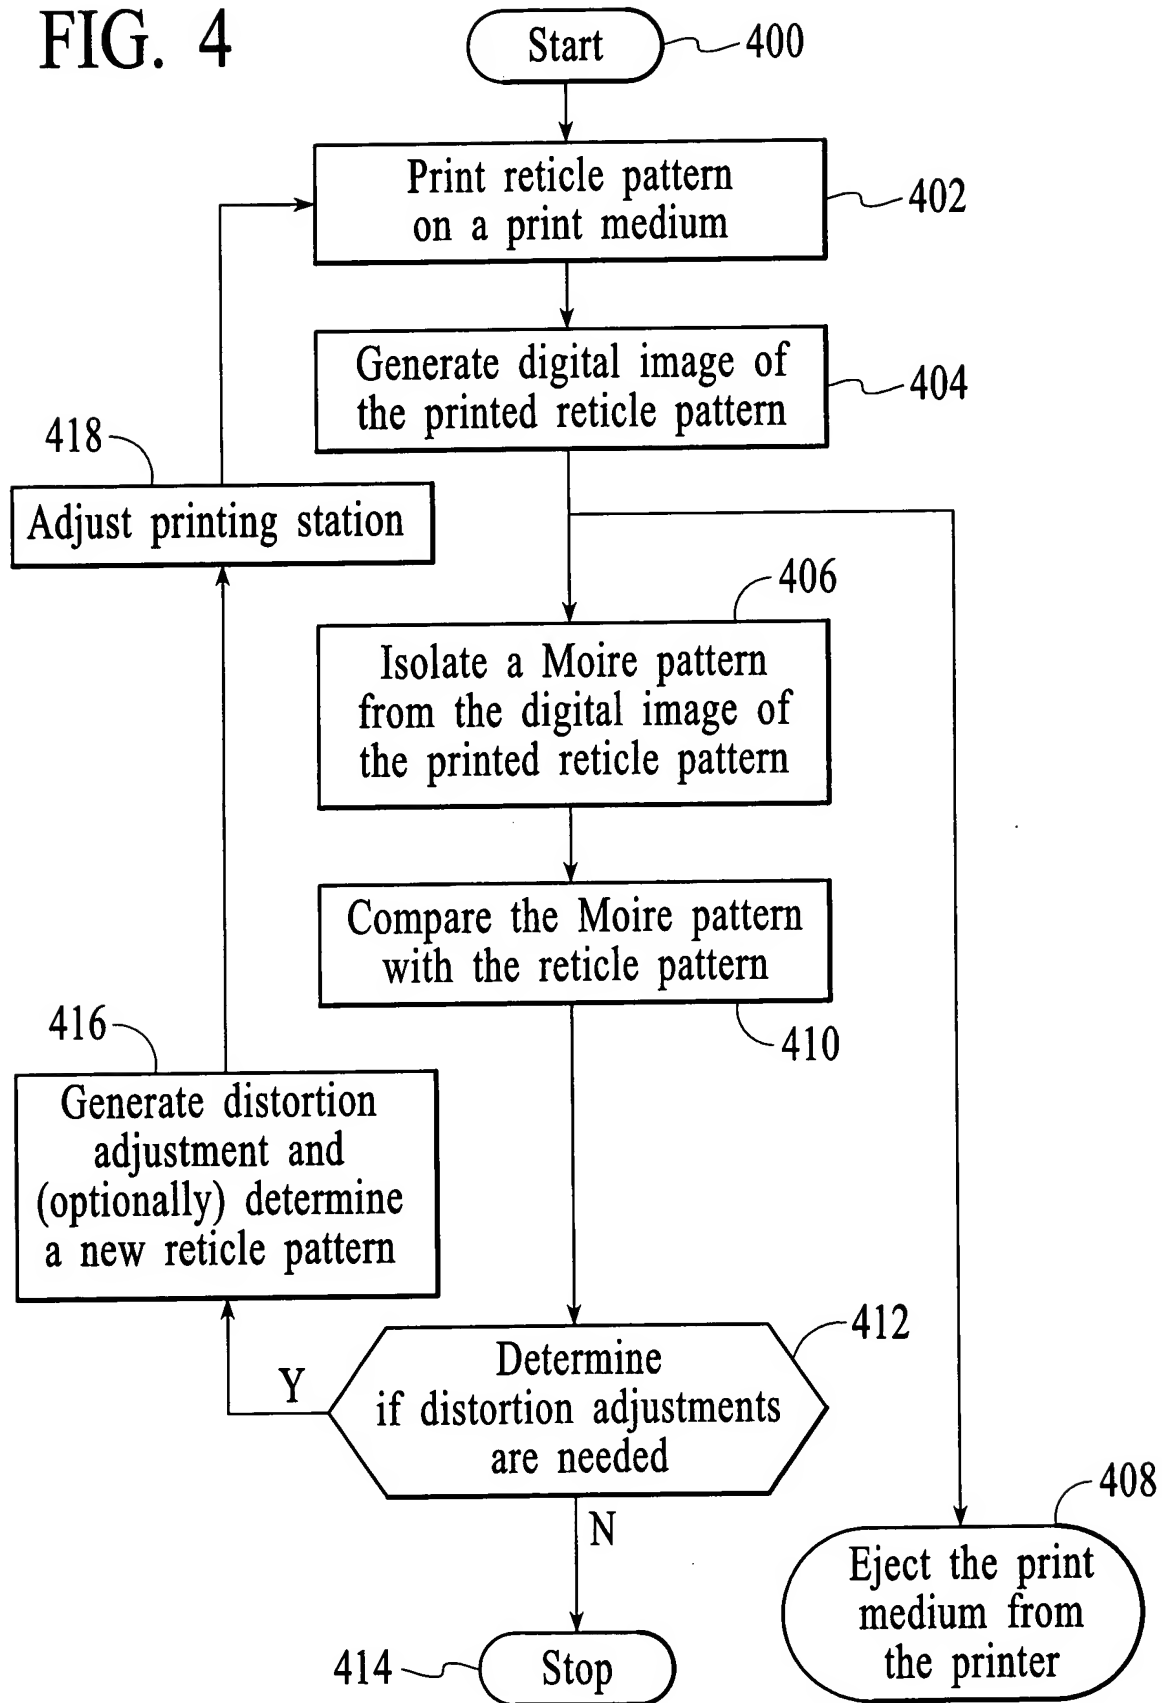 FIG. 4
Start
400
Print reticle pattern
on a print medium
402
Generate digital image of
the printed reticle pattern
404
418
Adjust printing station
406
Isolate a Moire pattern
from the digital image of
the printed reticle pattern
Compare the Moire pattern
with the reticle pattern
410
416
Generate distortion
adjustment and
(optionally) determine
a new reticle pattern
412
Determine
if distortion adjustments
are needed
Y
N
408
Eject the print
medium from
the printer
414
Stop